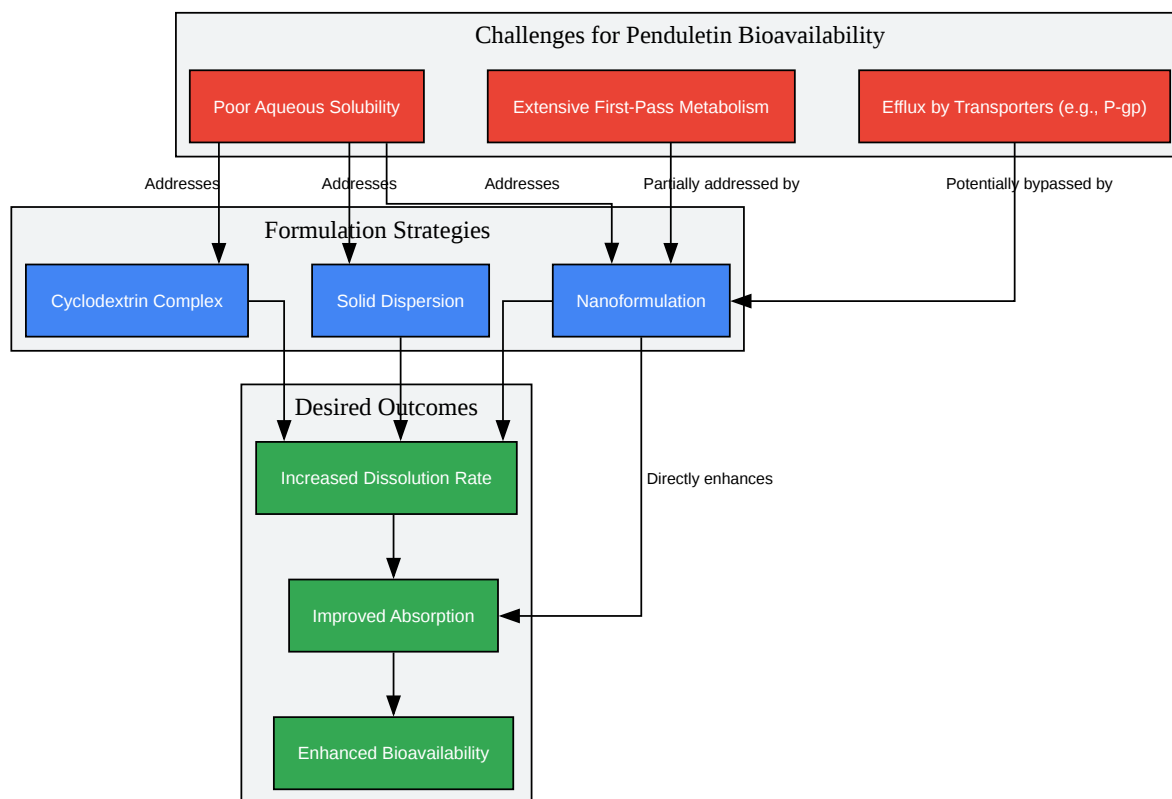 Challenges for Penduletin Bioavailability
Poor Aqueous Solubility
Extensive First-Pass Metabolism
Efflux by Transporters (e.g., P-gp)
Addresses
Addresses
Addresses
Partially addressed by
Potentially bypassed by
Formulation Strategies
Cyclodextrin Complex
Solid Dispersion
Nanoformulation
Desired Outcomes
Increased Dissolution Rate
Directly enhances
Improved Absorption
Enhanced Bioavailability